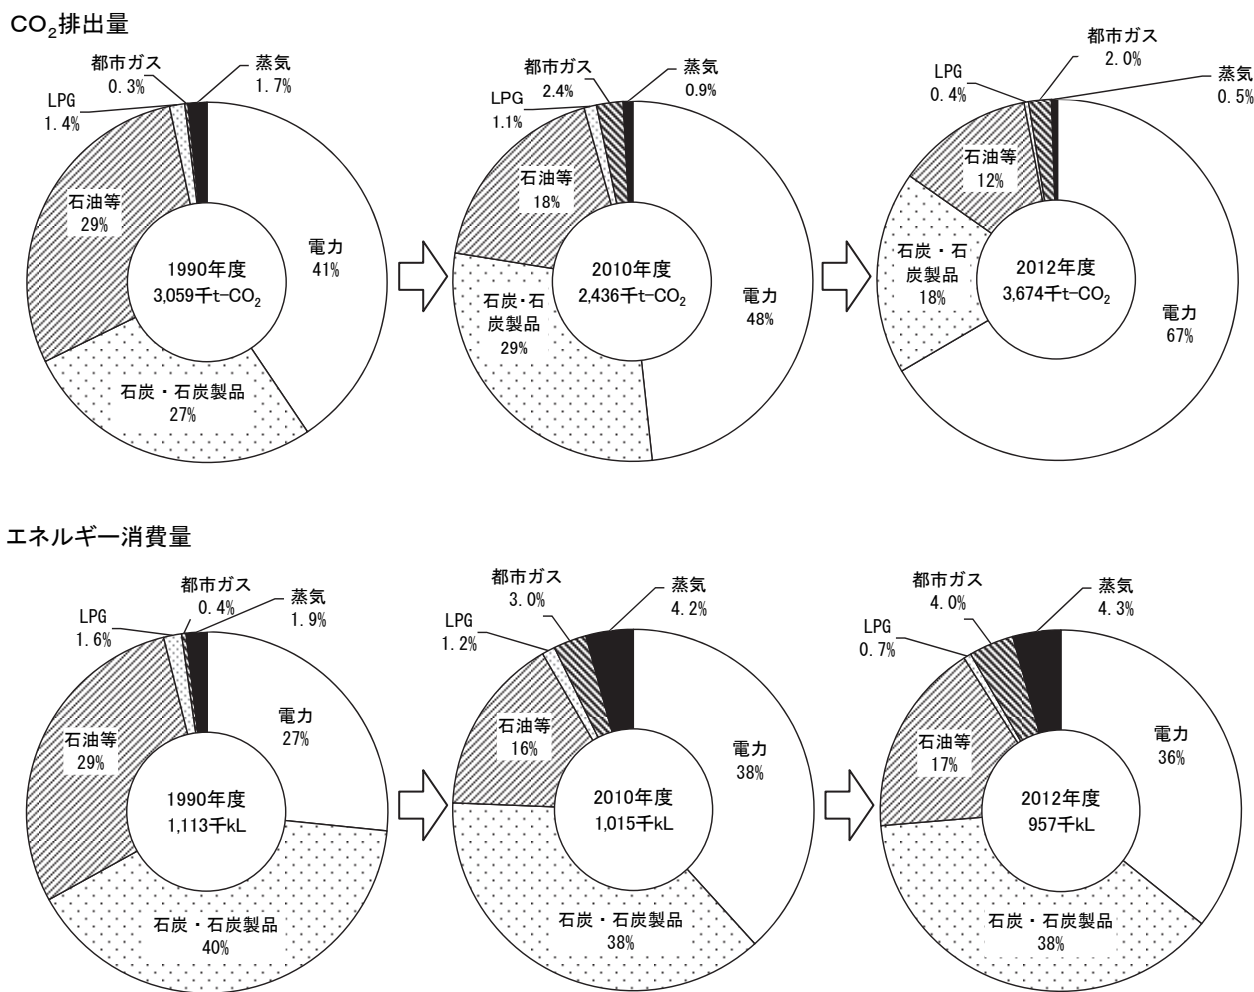 CO₂排出量
都市ガス
0.3%
蒸気
1.7%
LPG
1.4%
石油等
29%
電力
41%
石炭・石炭製品
27%
1990年度
3,059千t-CO₂
都市ガス
2.4%
蒸気
0.9%
LPG
1.1%
石油等
18%
石炭・石
炭製品
29%
電力
48%
2010年度
2,436千t-CO₂
都市ガス
2.0%
蒸気
0.5%
LPG
0.4%
石油等
12%
石炭・石
炭製品
18%
電力
67%
2012年度
3,674千t-CO₂
エネルギー消費量
都市ガス
0.4%
蒸気
1.9%
LPG
1.6%
電力
27%
石油等
29%
1990年度
1,113千kL
石炭・石炭製品
40%
都市ガス
3.0%
蒸気
4.2%
LPG
1.2%
石油等
16%
電力
38%
2010年度
1,015千kL
石炭・石炭製品
38%
都市ガス
4.0%
蒸気
4.3%
LPG
0.7%
石油等
17%
電力
36%
2012年度
957千kL
石炭・石炭製品
38%